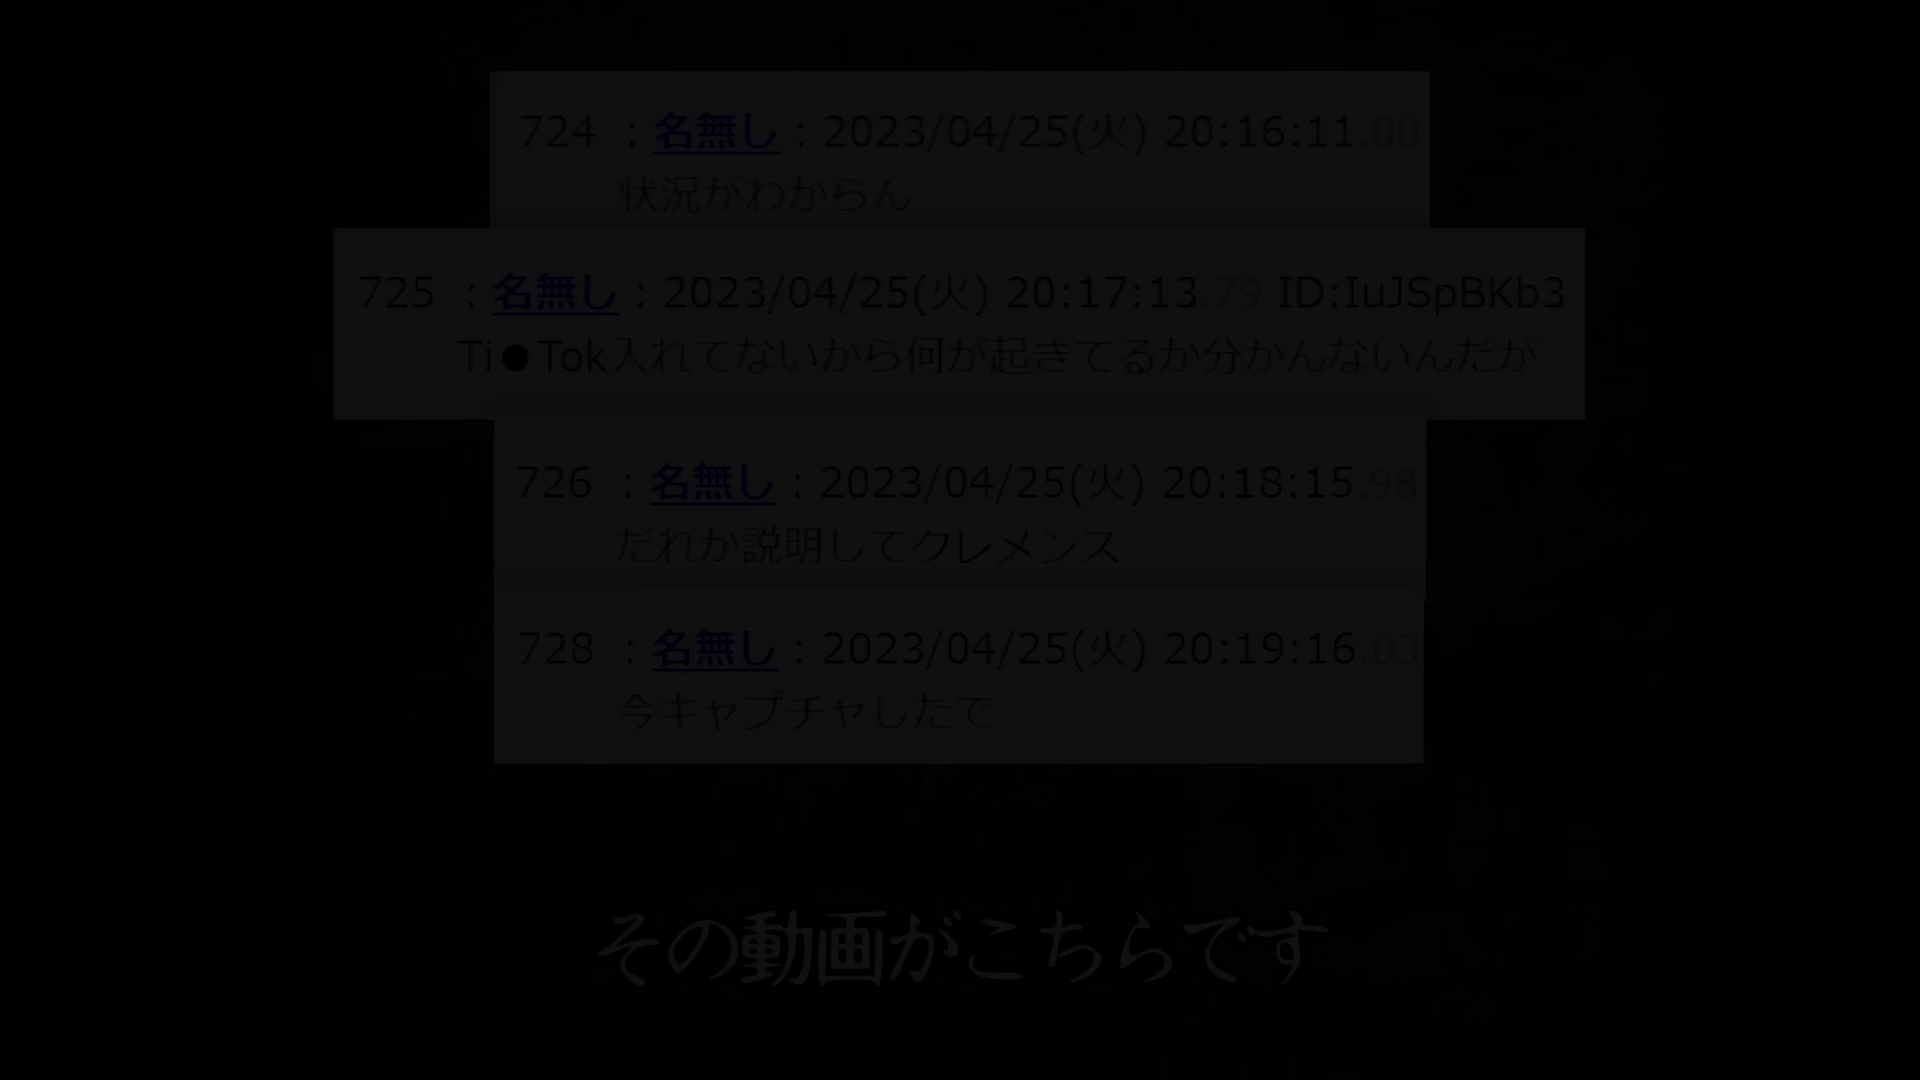 724 ：名無し：2023/04/25(火) 20:16:11.00
状況がわからん
725 ：名無し：2023/04/25(火) 20:17:13.79 ID:IuJSpBKb3
Ti●Tok入れてないから何が起きてるか分かんないんだが
726 ：名無し：2023/04/25(火) 20:18:15.98
だれか説明してクレメンス
728 ：名無し：2023/04/25(火) 20:19:16.03
今キャプチャしたで
その動画がこちらです